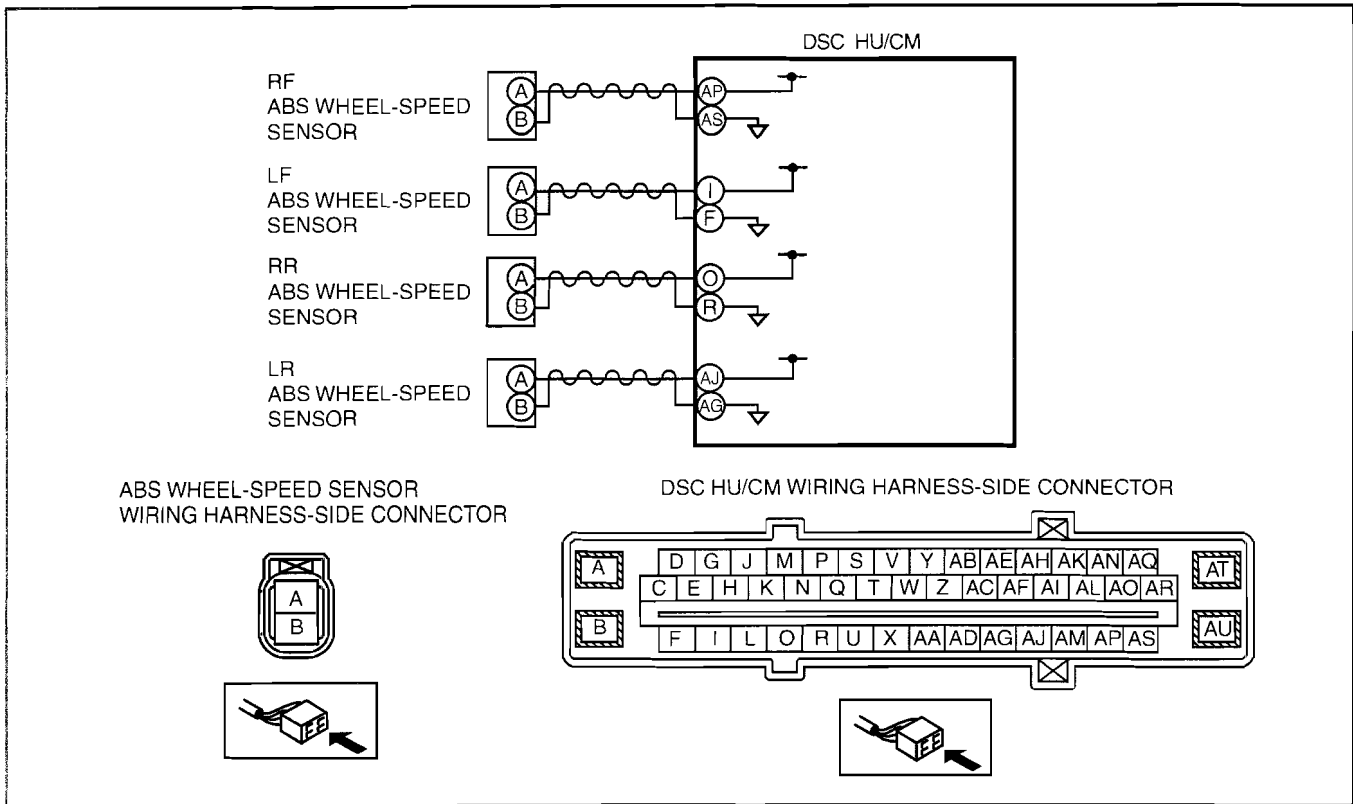 DSC HU/CM
RF
ABS WHEEL-SPEED
SENSOR
A
B
AP
AS
LF
ABS WHEEL-SPEED
SENSOR
A
B
I
F
RR
ABS WHEEL-SPEED
SENSOR
A
B
O
R
LR
ABS WHEEL-SPEED
SENSOR
A
B
AJ
AG
ABS WHEEL-SPEED SENSOR
WIRING HARNESS-SIDE CONNECTOR
A
B
DSC HU/CM WIRING HARNESS-SIDE CONNECTOR
A
D G J M P S V Y AB AE AH AK AN AQ
AT
C E H K N Q T W Z AC AF AI AL AO AR
B
F I L O R U X AA AD AG AJ AM AP AS
AU